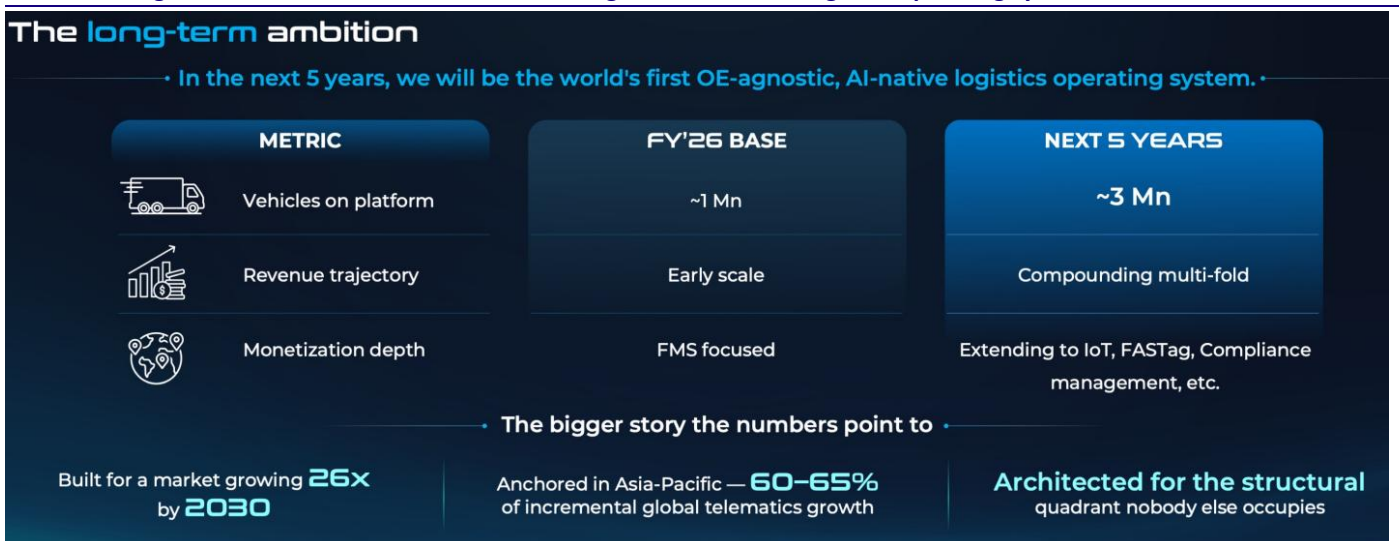 The long-term ambition
In the next 5 years, we will be the world's first OE-agnostic, AI-native logistics operating system.
METRIC FY'26 BASE NEXT 5 YEARS
Vehicles on platform ~1 Mn ~3 Mn
Revenue trajectory Early scale Compounding multi-fold
Monetization depth FMS focused Extending to IoT, FASTag, Compliance
management, etc.
The bigger story the numbers point to
Built for a market growing 26x
by 2030
Anchored in Asia-Pacific — 60–65%
of incremental global telematics growth
Architected for the structural
quadrant nobody else occupies